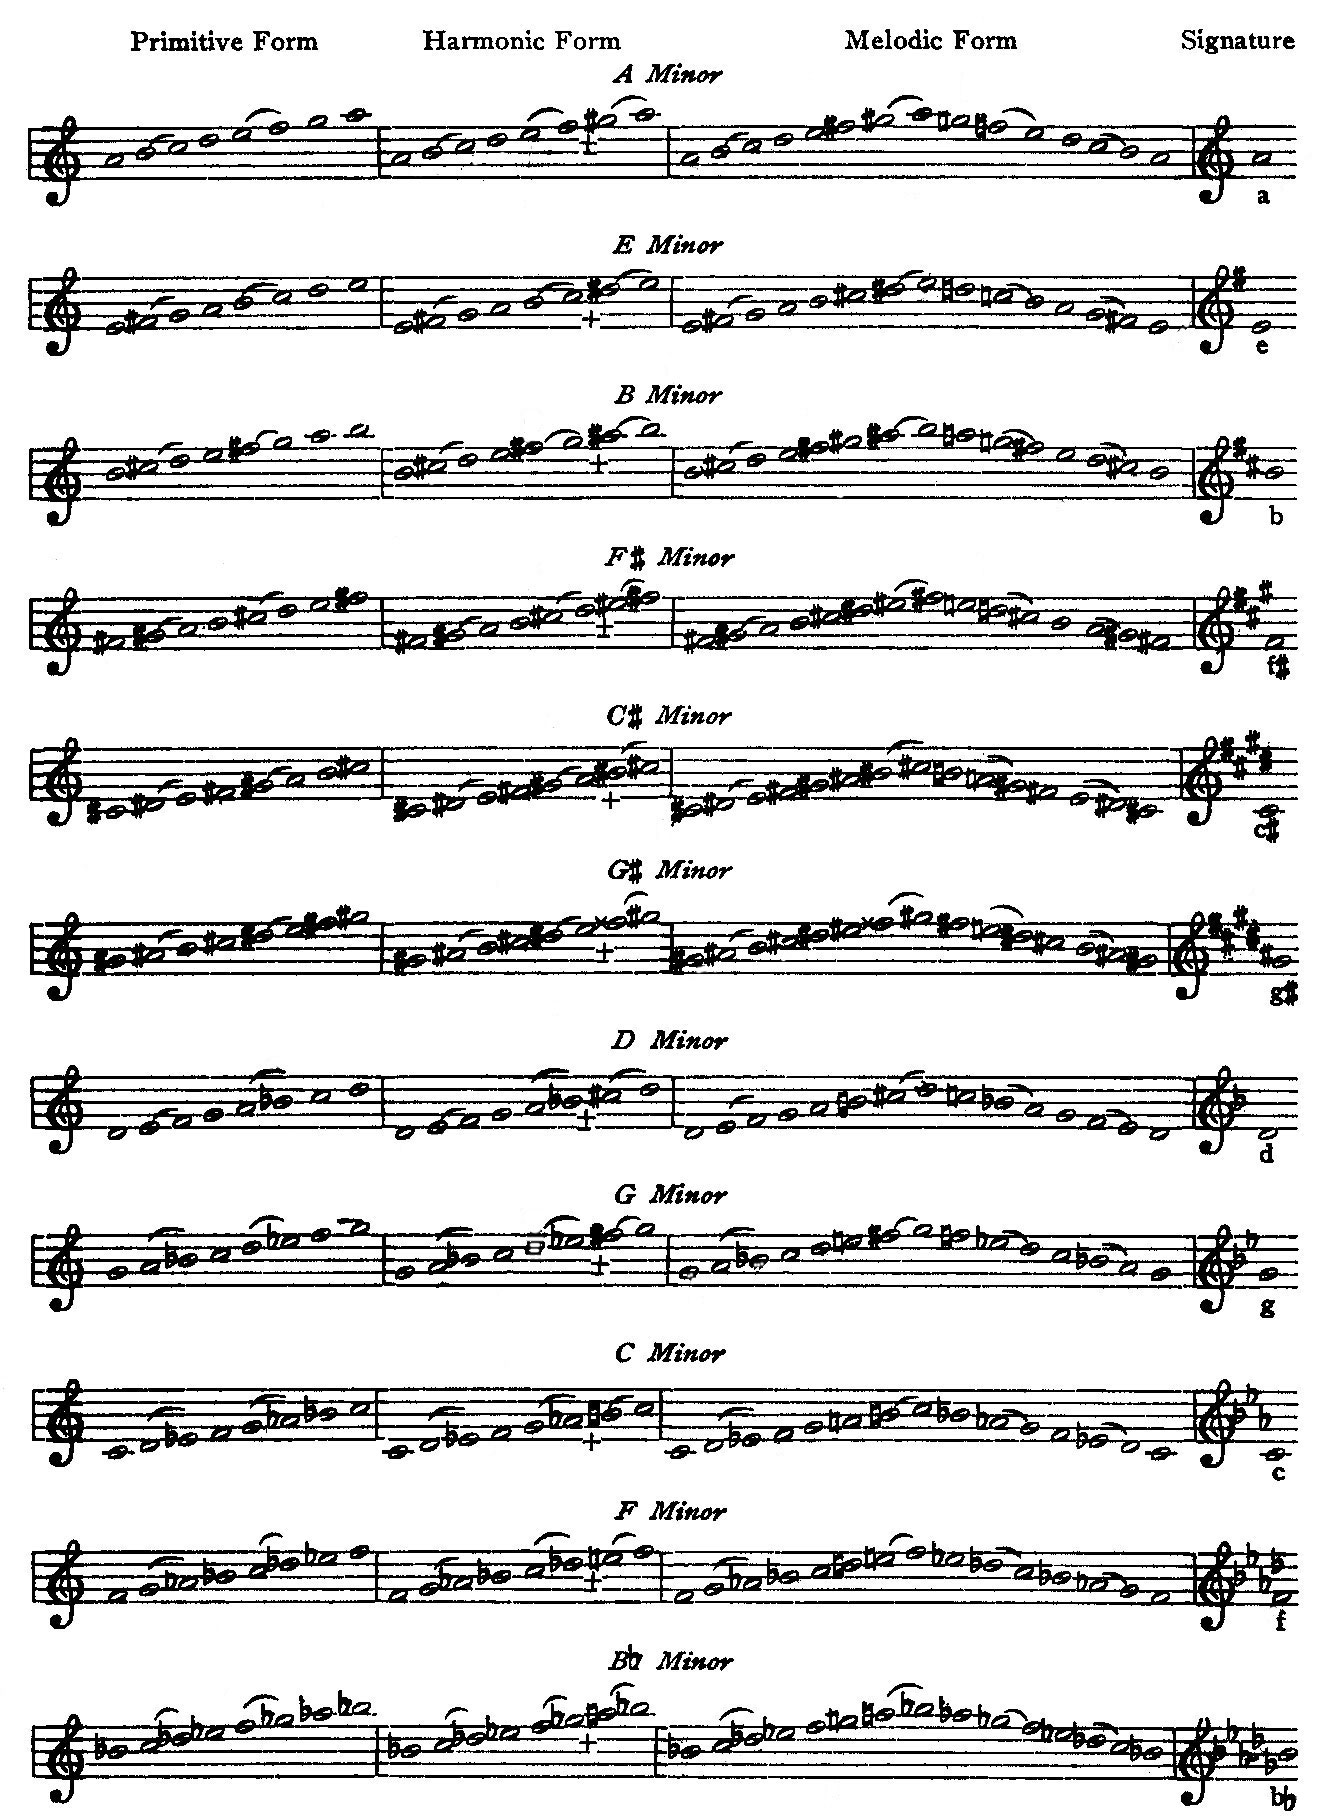 Primitive Form Harmonic Form Melodic Form Signature
A Minor
a
E Minor
e
B Minor
b
F♯ Minor
f♯
C♯ Minor
c♯
G♯ Minor
g♯
D Minor
d
G Minor
g
C Minor
c
F Minor
f
B♭ Minor
b♭